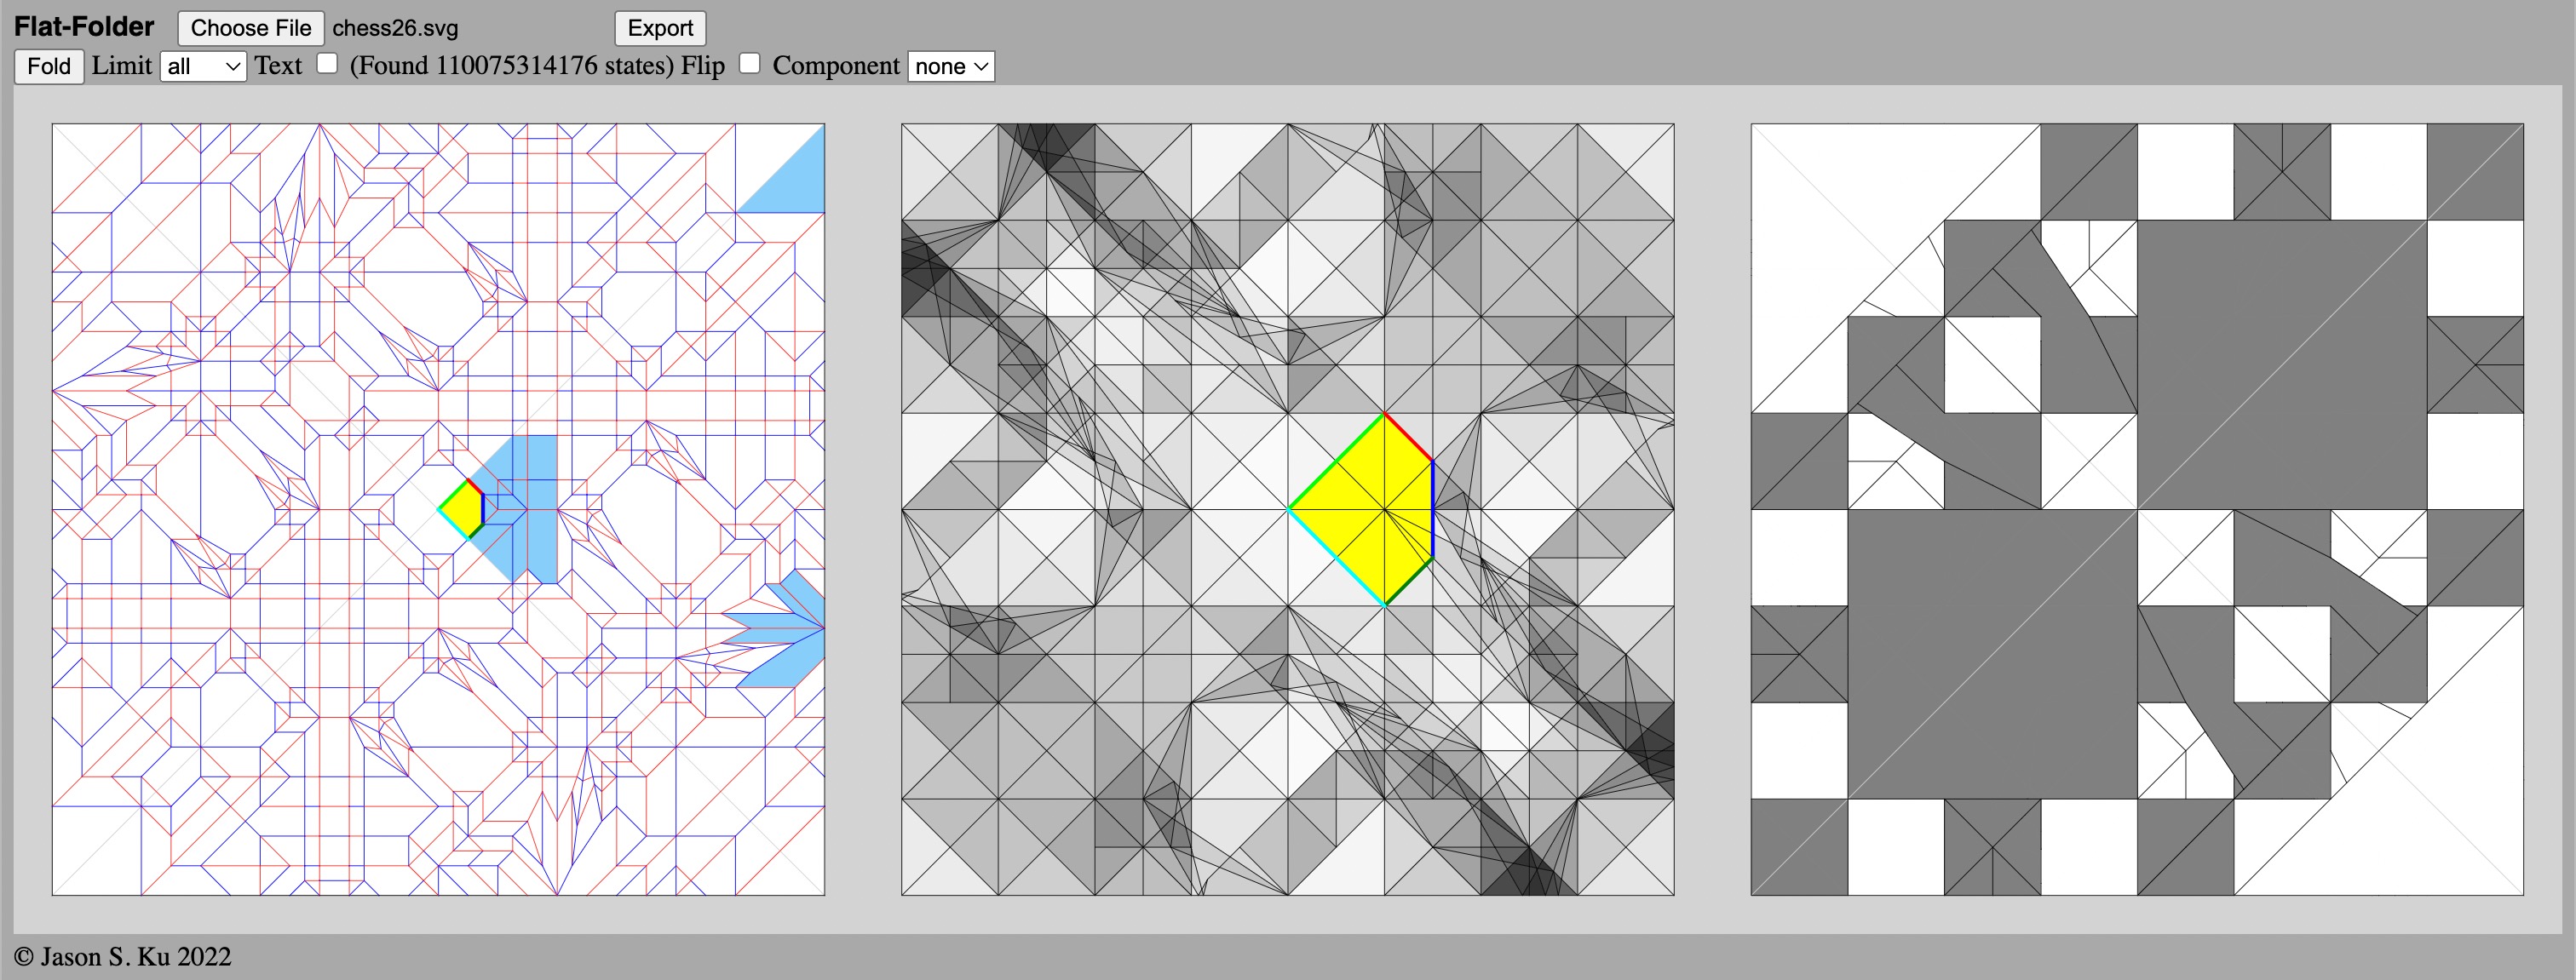 Flat-Folder Choose File chess26.svg Export
Fold Limit all Text (Found 110075314176 states) Flip Component none
© Jason S. Ku 2022